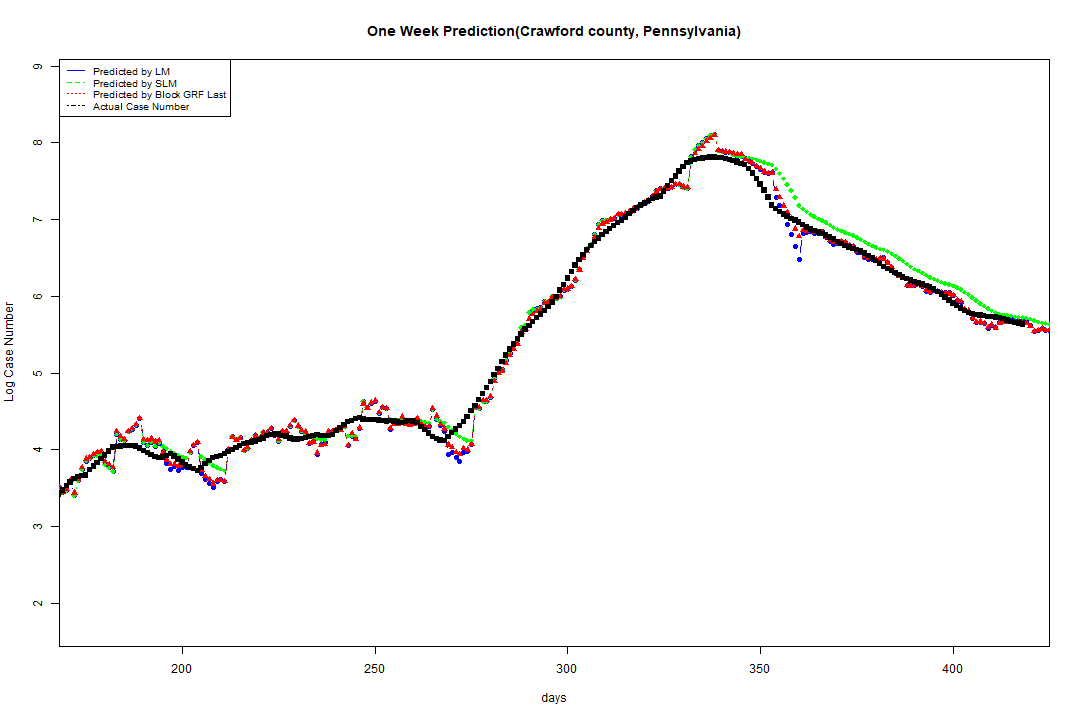 One Week Prediction(Crawford county, Pennsylvania)
Predicted by LM
Predicted by SLM
Predicted by Block GRF Last
Actual Case Number
9
8
7
6
5
4
3
2
Log Case Number
200 250 300 350 400
days